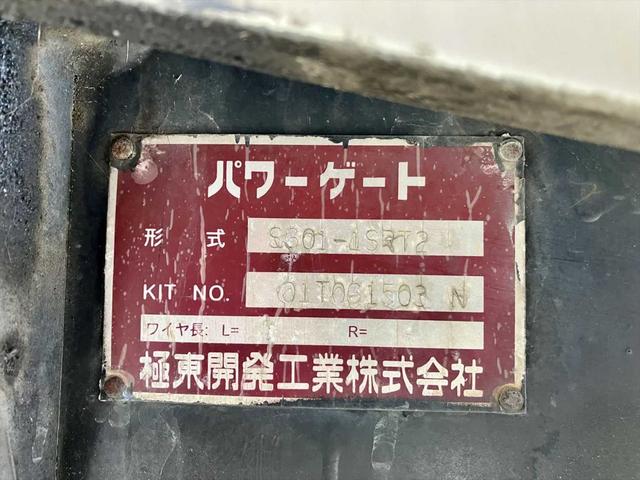 パワーゲート
形 式 S301-1SRT2
KIT NO. 01T061503 N
ワイヤ長: L= R=
極東開発工業株式会社